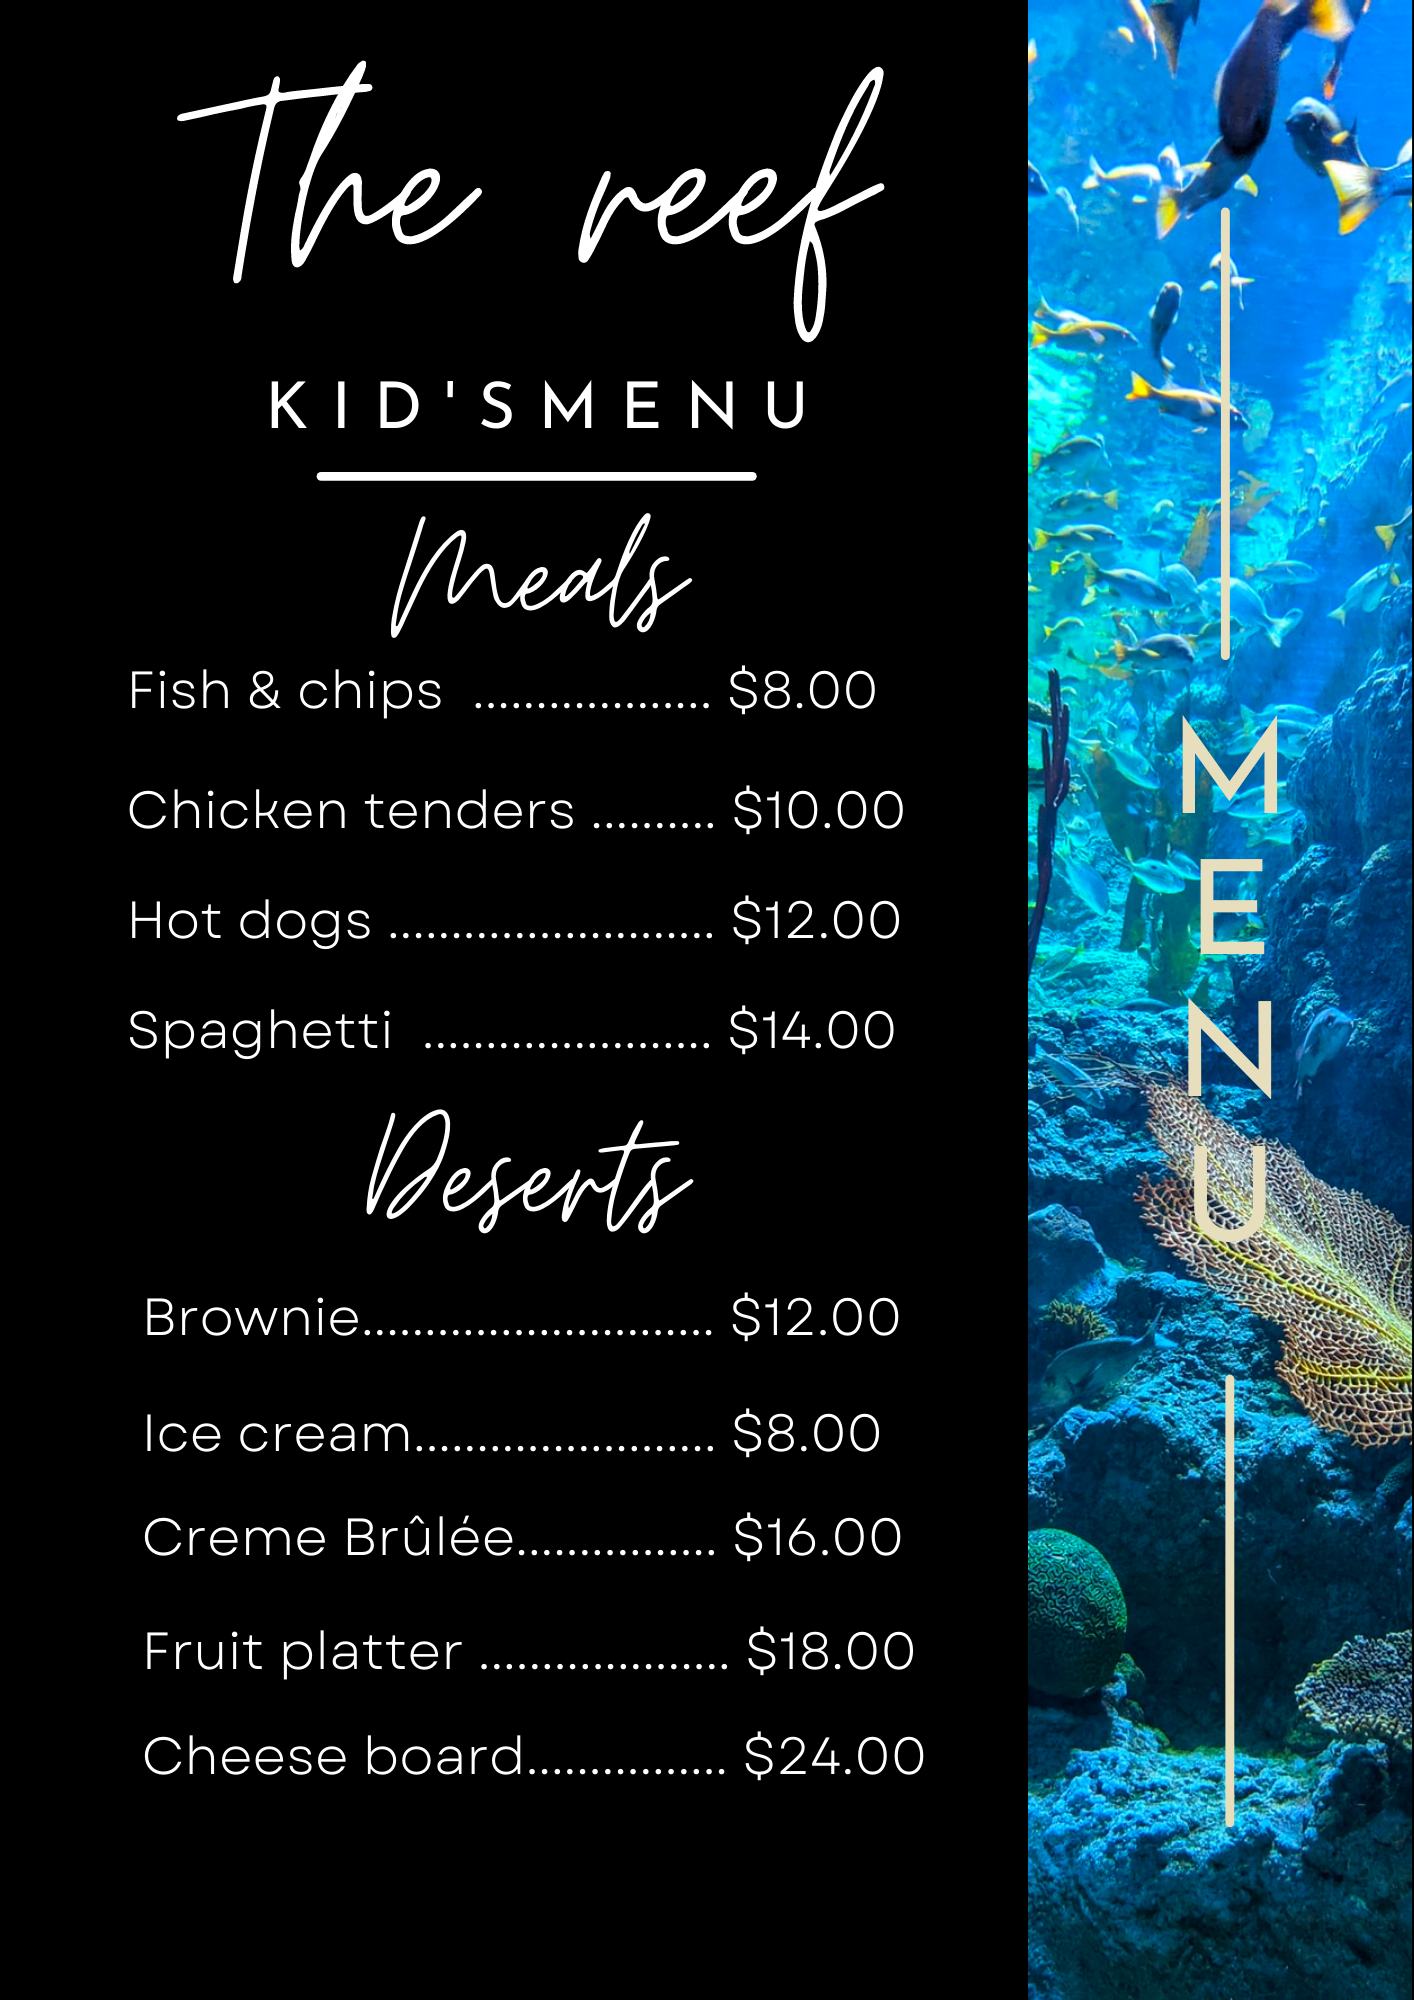 The reef
KID'SMENU
Meals
Fish & chips ................... $8.00
Chicken tenders .......... $10.00
Hot dogs .......................... $12.00
Spaghetti ....................... $14.00
Deserts
Brownie............................ $12.00
Ice cream........................ $8.00
Creme Brûlée................ $16.00
Fruit platter .................... $18.00
Cheese board................ $24.00
MENU